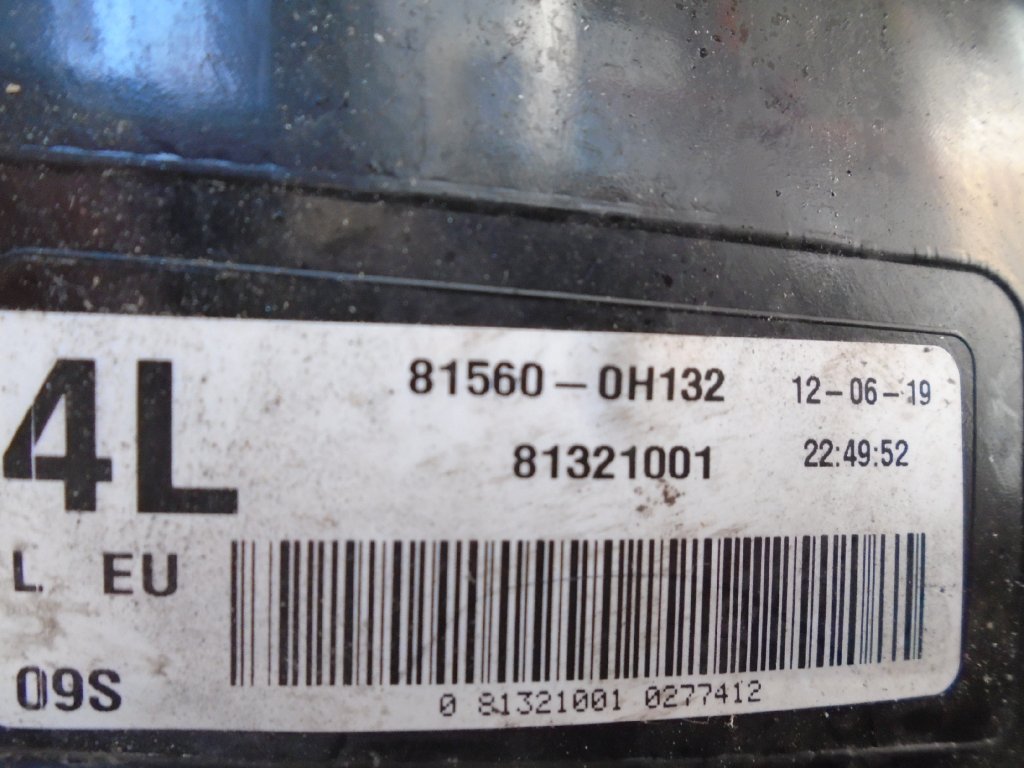 4L
81560-0H132
12-06-19
81321001
22:49:52
L. EU
09S
0 81321001 0277412